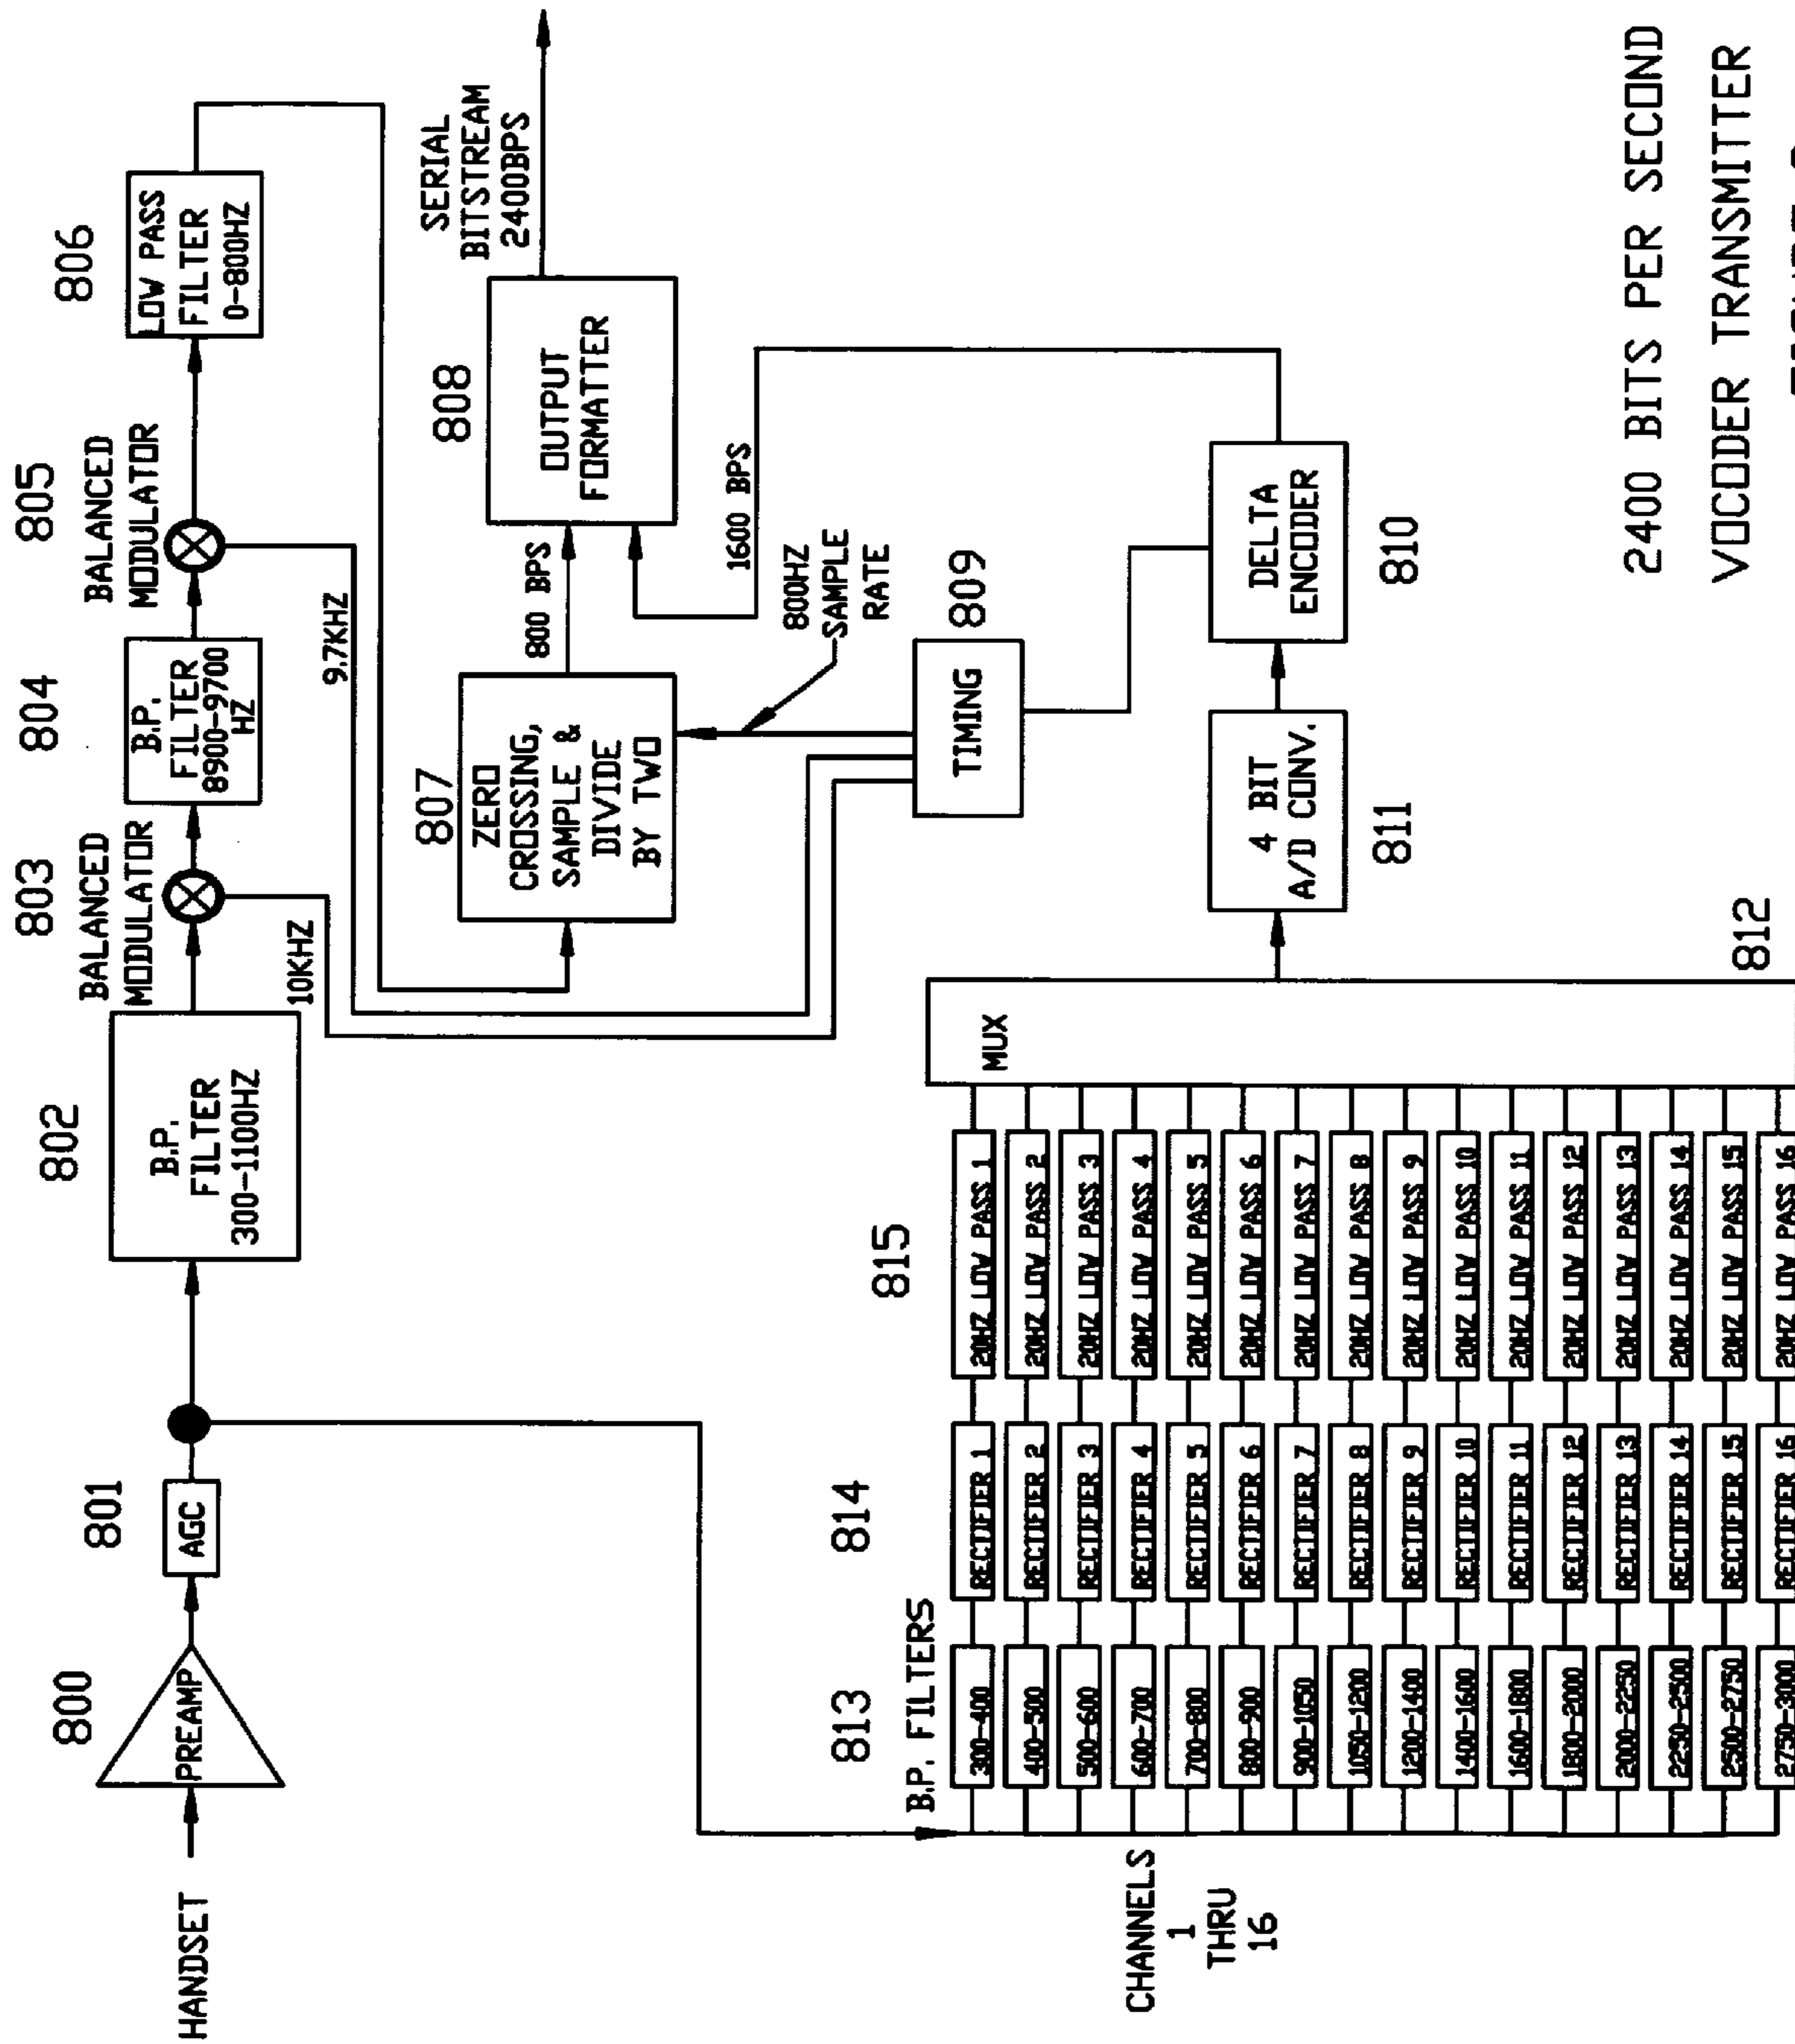 HANDSET
800
PREAMP
801
AGC
802
B.P.
FILTER
300-1100HZ
803
BALANCED
MODULATOR
10KHZ
804
B.P.
FILTER
8900-9700
HZ
805
BALANCED
MODULATOR
9.7KHZ
806
LOW PASS
FILTER
0-800HZ
807
ZERO
CROSSING,
SAMPLE &
DIVIDE
BY TWO
800 BPS
808
OUTPUT
FORMATTER
SERIAL
BITSTREAM
2400BPS
1600 BPS
800HZ
SAMPLE
RATE
809
TIMING
DELTA
ENCODER
810
4 BIT
A/D CONV.
811
MUX
812
813
B.P. FILTERS
814
815
CHANNELS
1
THRU
16
300-400 RECTIFIER 1 20HZ LOW PASS 1
400-500 RECTIFIER 2 20HZ LOW PASS 2
500-600 RECTIFIER 3 20HZ LOW PASS 3
600-700 RECTIFIER 4 20HZ LOW PASS 4
700-800 RECTIFIER 5 20HZ LOW PASS 5
800-900 RECTIFIER 6 20HZ LOW PASS 6
900-1050 RECTIFIER 7 20HZ LOW PASS 7
1050-1200 RECTIFIER 8 20HZ LOW PASS 8
1200-1400 RECTIFIER 9 20HZ LOW PASS 9
1400-1600 RECTIFIER 10 20HZ LOW PASS 10
1600-1800 RECTIFIER 11 20HZ LOW PASS 11
1800-2000 RECTIFIER 12 20HZ LOW PASS 12
2000-2250 RECTIFIER 13 20HZ LOW PASS 13
2250-2500 RECTIFIER 14 20HZ LOW PASS 14
2500-2750 RECTIFIER 15 20HZ LOW PASS 15
2750-3000 RECTIFIER 16 20HZ LOW PASS 16
2400 BITS PER SECOND
VOCODER TRANSMITTER